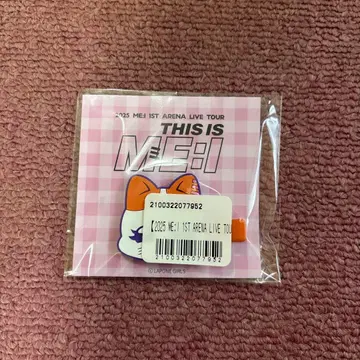 2025 ME:I 1ST ARENA LIVE TOUR
THIS IS
ME:I
2100322077952
【2025 ME:I 1ST ARENA LIVE TOU
2100322077952
(C) LAPONE GIRLS